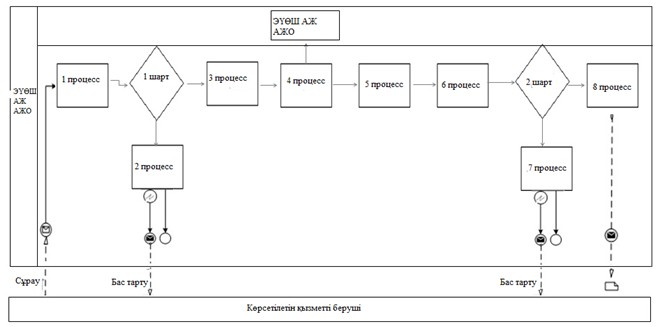 ЭҮӨШ АЖ
АЖО
ЭҮӨШ
АЖ
АЖО
1 процесс
1 шарт
3 процесс
4 процесс
5 процесс
6 процесс
2 шарт
8 процесс
2 процесс
7 процесс
Сұрау
Бас тарту
Бас тарту
Көрсетілетін қызметті беруші